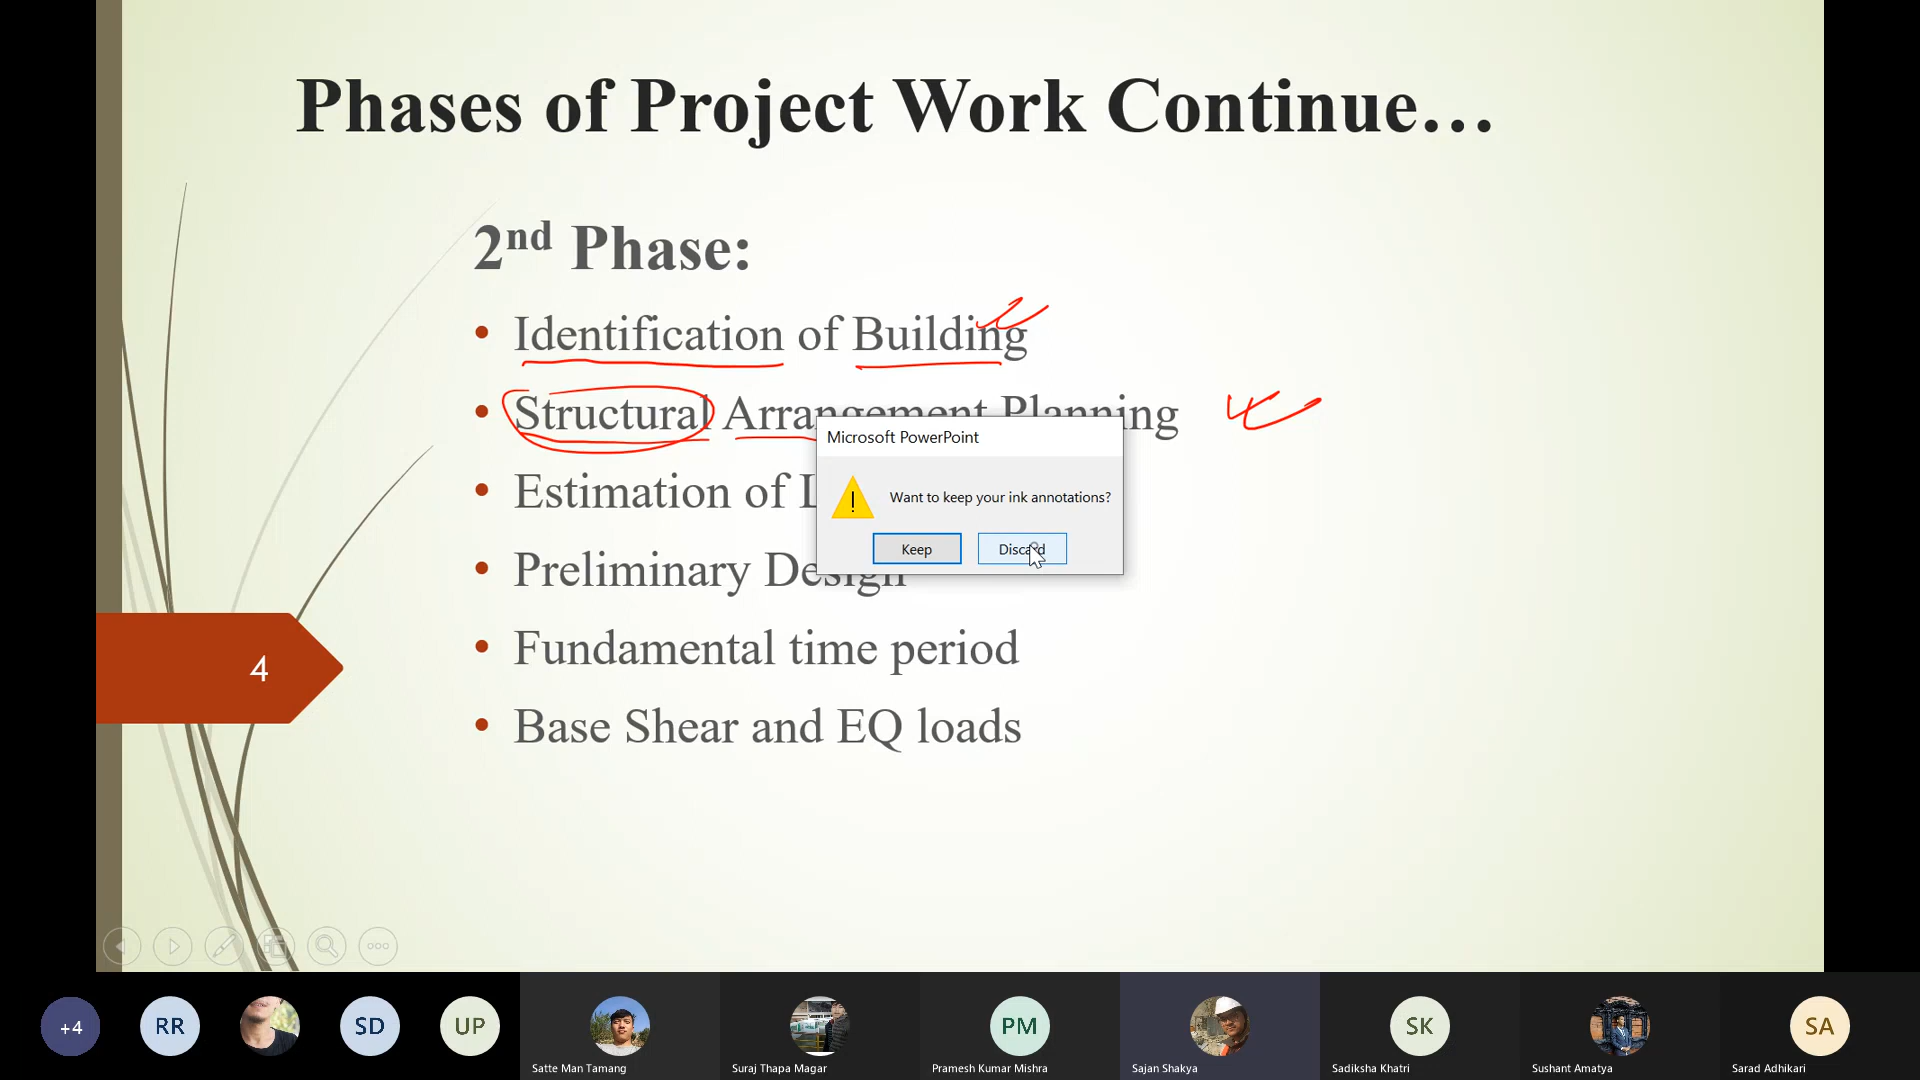 Phases of Project Work Continue…
2nd Phase:
• Identification of Building
• Structural Arrangement Planning
Microsoft PowerPoint
Want to keep your ink annotations?
Keep
Discard
• Estimation of L
• Preliminary Design
• Fundamental time period
• Base Shear and EQ loads
4
+4
RR
SD
UP
PM
SK
SA
Satte Man Tamang
Suraj Thapa Magar
Pramesh Kumar Mishra
Sajan Shakya
Sadiksha Khatri
Sushant Amatya
Sarad Adhikari